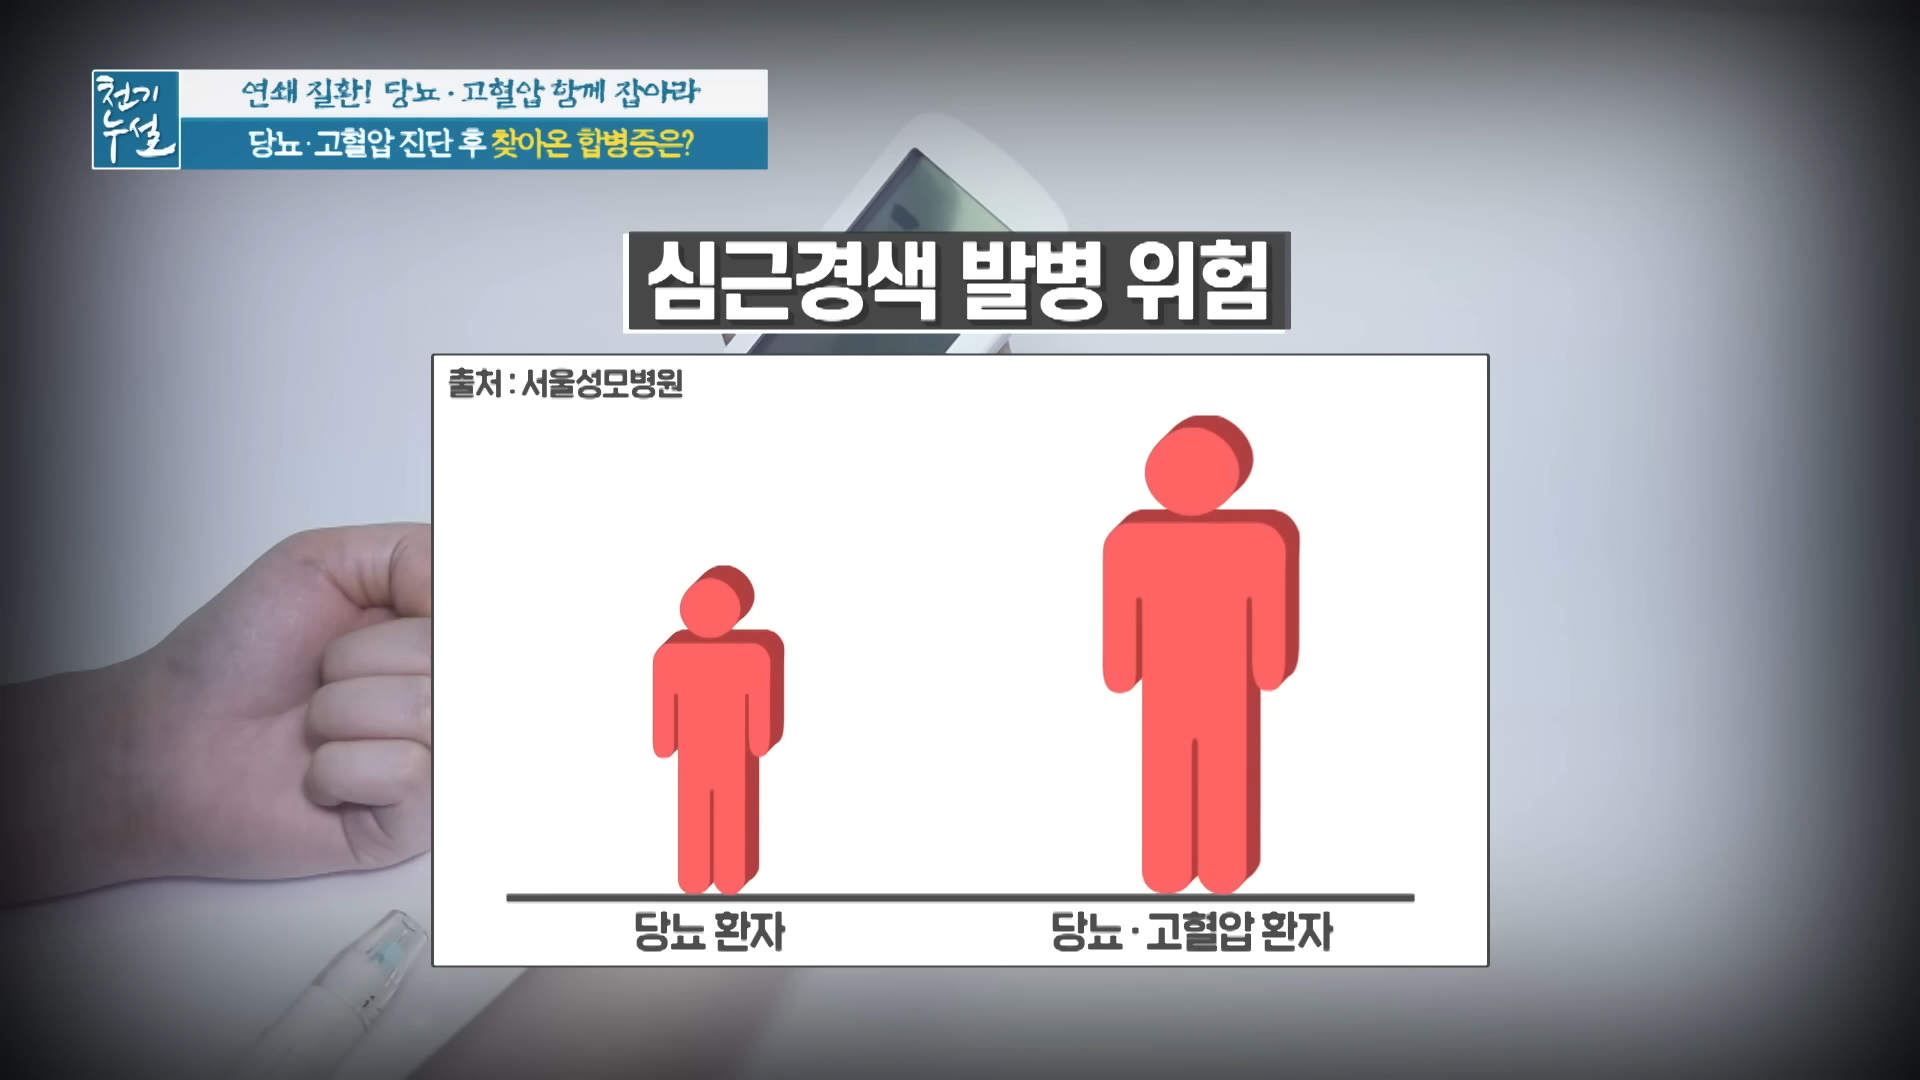 천기누설
연쇄 질환! 당뇨·고혈압 함께 잡아라
당뇨·고혈압 진단 후 찾아온 합병증은?
심근경색 발병 위험
출처 : 서울성모병원
당뇨 환자
당뇨·고혈압 환자